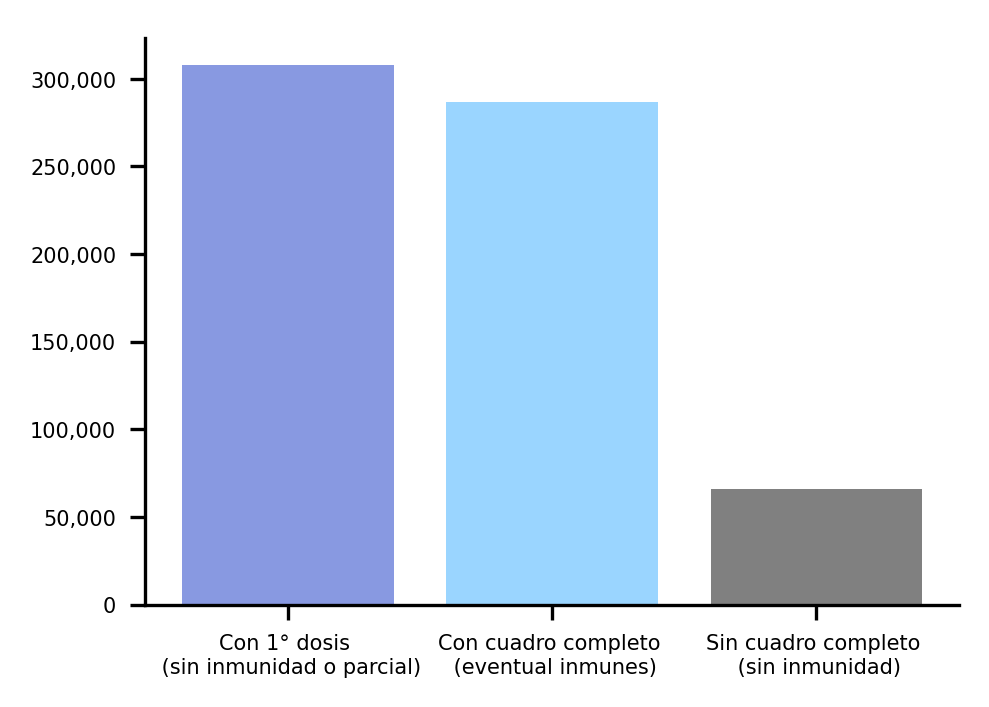 300,000
250,000
200,000
150,000
100,000
50,000
0
Con 1° dosis
(sin inmunidad o parcial)
Con cuadro completo
(eventual inmunes)
Sin cuadro completo
(sin inmunidad)